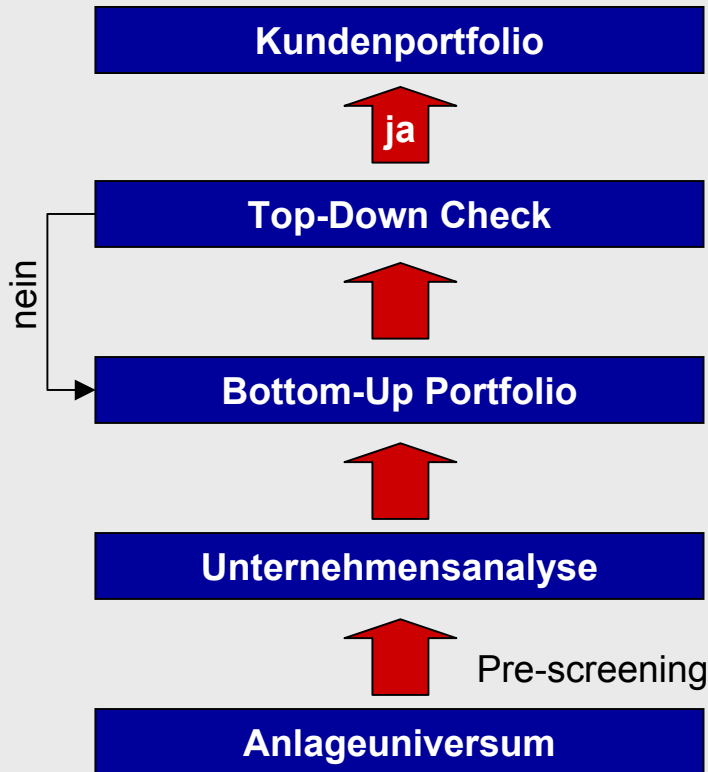 Kundenportfolio
ja
Top-Down Check
nein
Bottom-Up Portfolio
Unternehmensanalyse
Pre-screening
Anlageuniversum